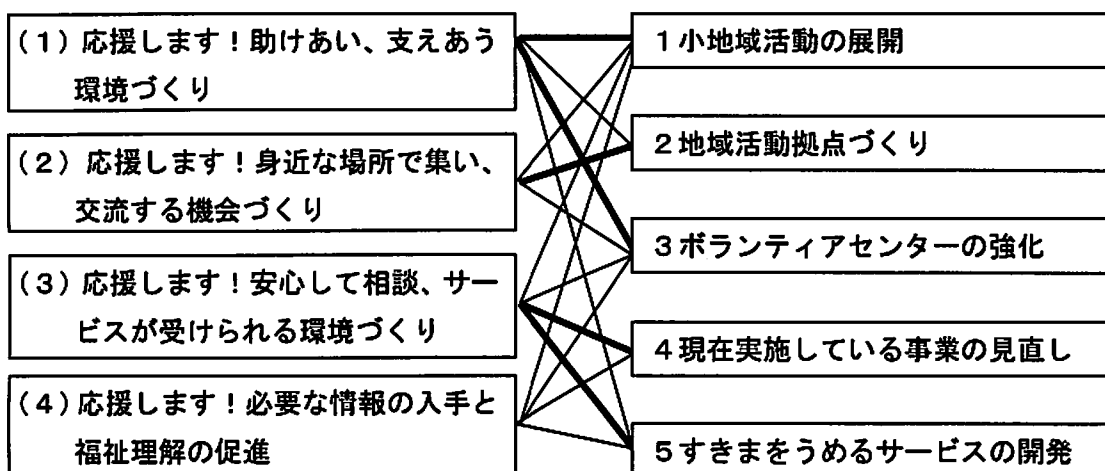 (1)応援します!助けあい、支えあう
環境づくり
(2)応援します!身近な場所で集い、
交流する機会づくり
(3)応援します!安心して相談、サー
ビスが受けられる環境づくり
(4)応援します!必要な情報の入手と
福祉理解の促進
1小地域活動の展開
2地域活動拠点づくり
3ボランティアセンターの強化
4現在実施している事業の見直し
5すきまをうめるサービスの開発